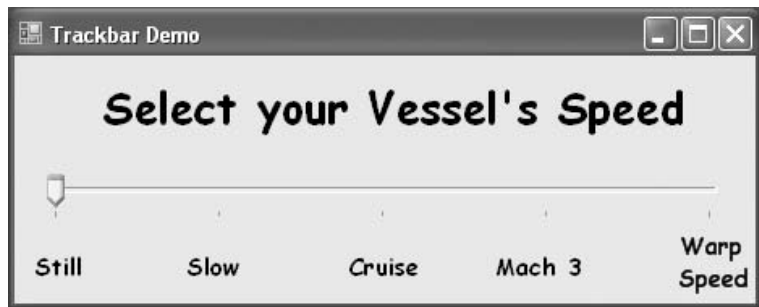 Trackbar Demo
Select your Vessel's Speed
Still
Slow
Cruise
Mach 3
Warp
Speed